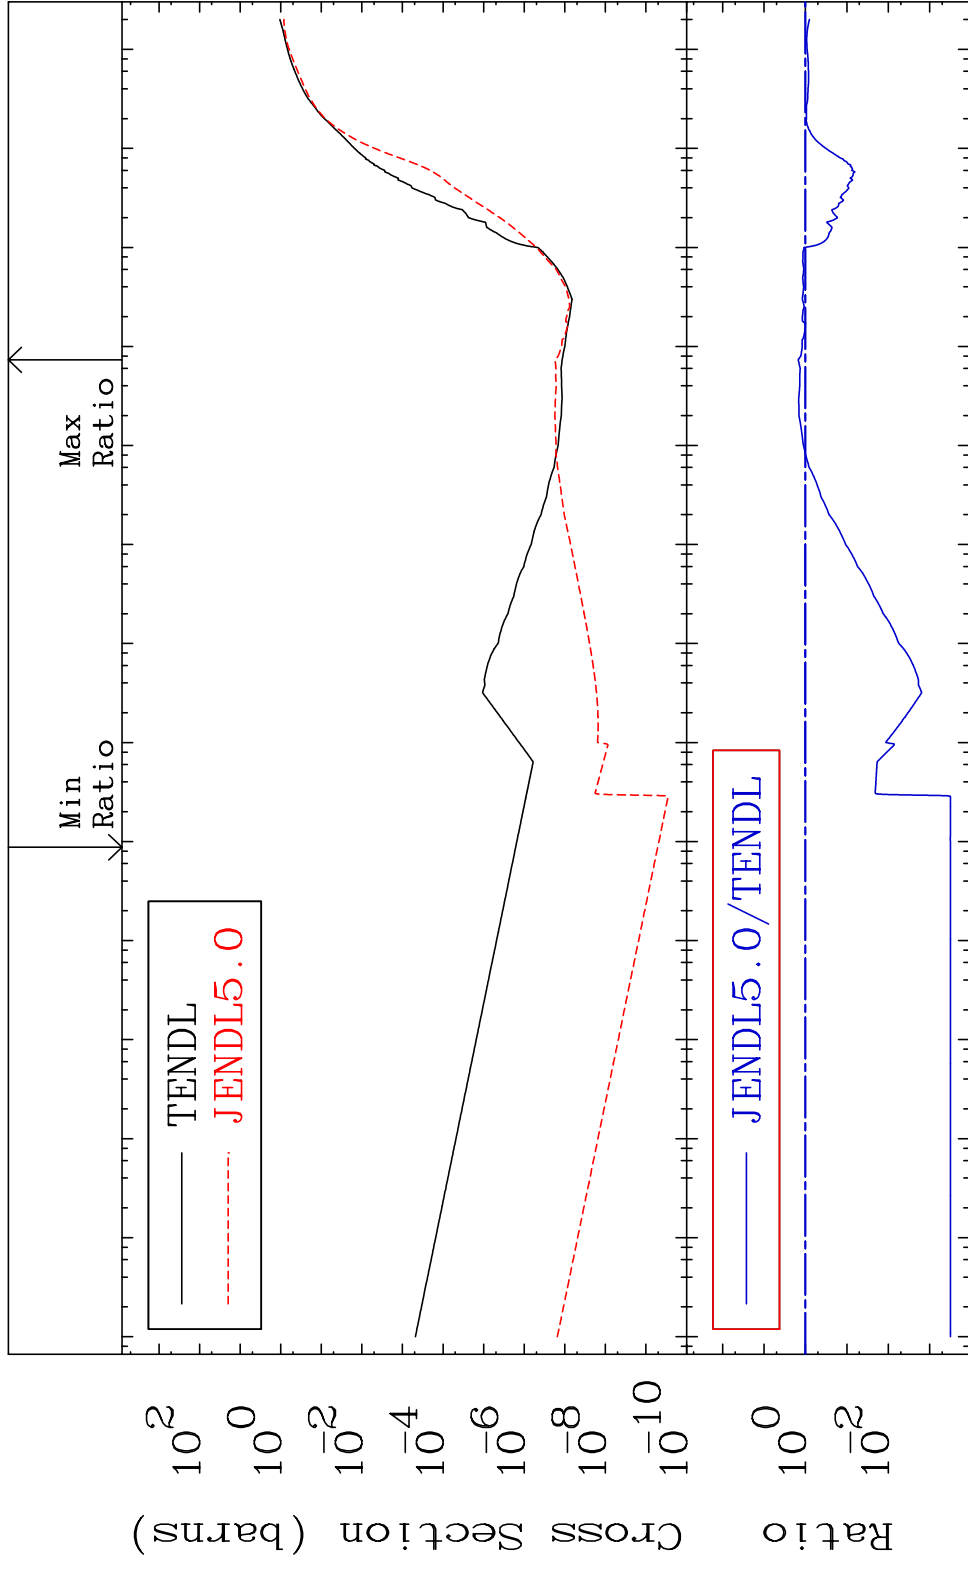 Min
Ratio
Max
Ratio
TENDL
JENDL5.0
10 2
10 0
10 -2
10 -4
10 -6
10 -8
10 -10
Cross Section (barns)
JENDL5.0/TENDL
10 0
10 -2
Ratio